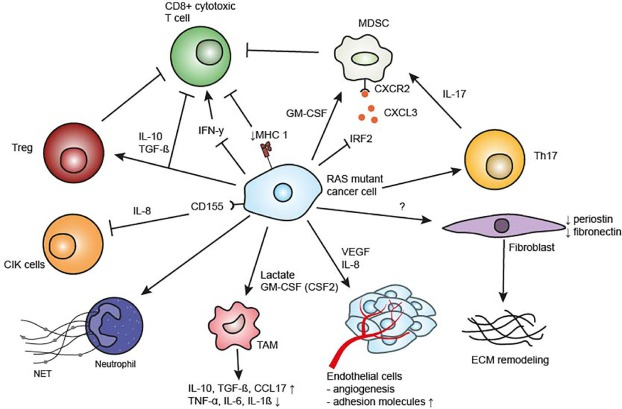 CD8+ cytotoxic
T cell
MDSC
CXCR2
IL-17
CXCL3
GM-CSF
IFN-y
↓MHC 1
IRF2
IL-10
TGF-ß
Treg
Th17
RAS mutant
cancer cell
CD155
IL-8
?
↓ periostin
↓ fibronectin
Fibroblast
CIK cells
VEGF
IL-8
Lactate
GM-CSF (CSF2)
TAM
Neutrophil
NET
ECM remodeling
IL-10, TGF-ß, CCL17 ↑
TNF-α, IL-6, IL-1ß ↓
Endothelial cells
- angiogenesis
- adhesion molecules ↑